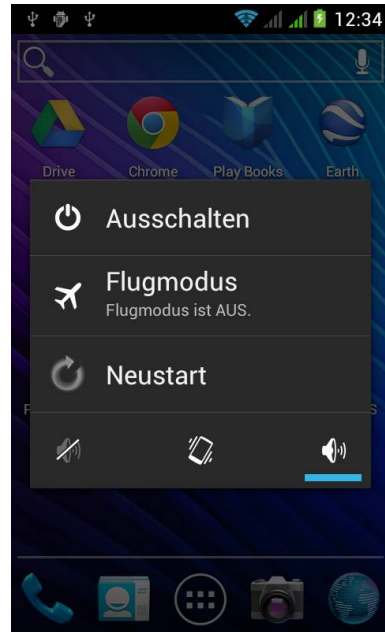 12:34
Drive Chrome Play Books Earth
Ausschalten
Flugmodus
Flugmodus ist AUS.
Neustart